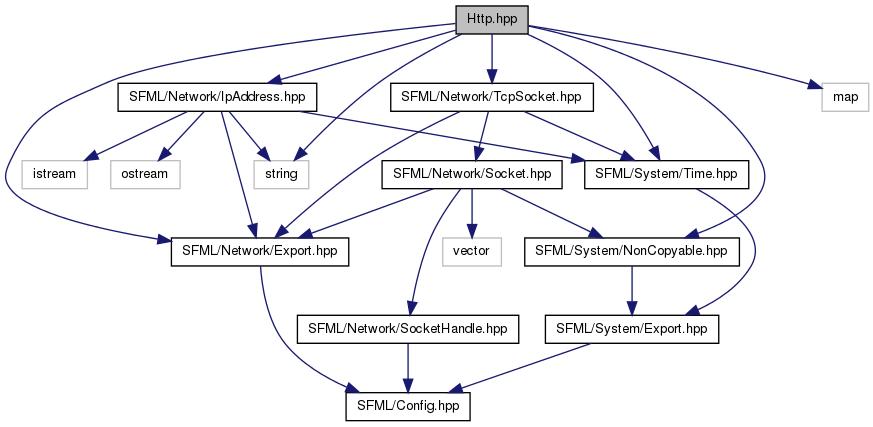 Http.hpp
SFML/Network/IpAddress.hpp
SFML/Network/TcpSocket.hpp
map
istream
ostream
string
SFML/Network/Socket.hpp
SFML/System/Time.hpp
SFML/Network/Export.hpp
vector
SFML/System/NonCopyable.hpp
SFML/Network/SocketHandle.hpp
SFML/System/Export.hpp
SFML/Config.hpp